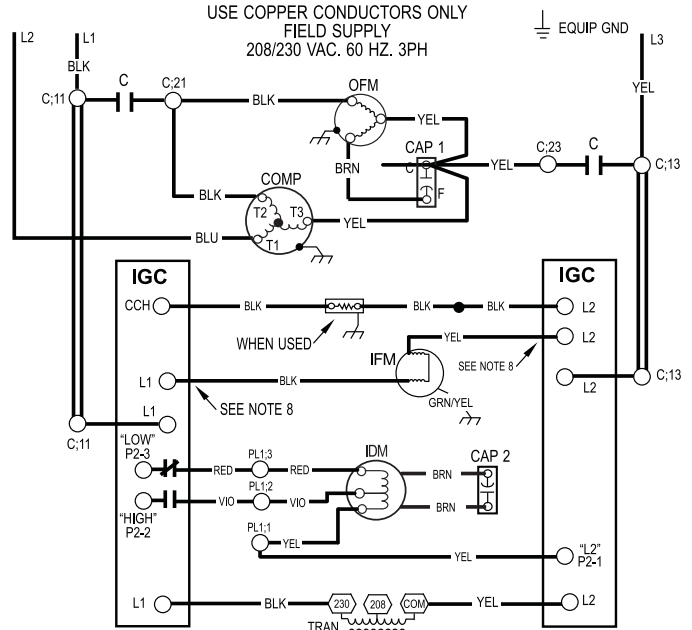 USE COPPER CONDUCTORS ONLY
FIELD SUPPLY
208/230 VAC. 60 HZ. 3PH
EQUIP GND
L2
L1
L3
BLK
YEL
C;11
C
C;21
BLK
OFM
YEL
CAP 1
C
F
YEL
C;23
C
C;13
BRN
COMP
BLK
T2
T3
T1
YEL
BLU
IGC
IGC
CCH
BLK
BLK
BLK
L2
WHEN USED
YEL
L2
SEE NOTE 8
IFM
L1
BLK
L2
C;13
SEE NOTE 8
GRN/YEL
L1
C;11
"LOW"
P2-3
RED
PL1;3
RED
IDM
CAP 2
BRN
"HIGH"
P2-2
VIO
PL1;2
VIO
BRN
PL1;1
YEL
YEL
"L2"
P2-1
L1
BLK
230
208
COM
YEL
L2
TRAN